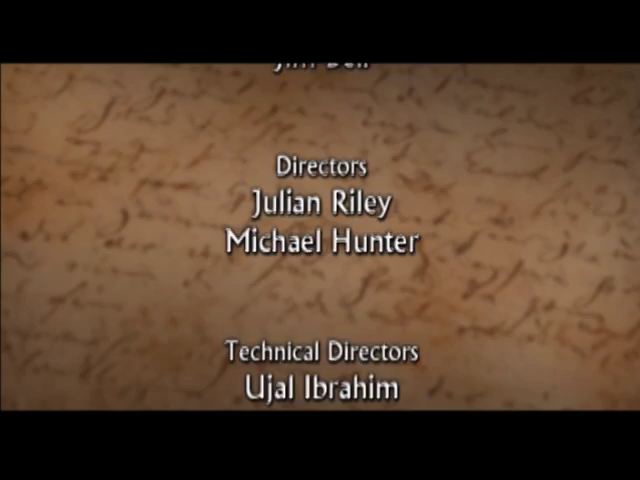 Directors
Julian Riley
Michael Hunter
Technical Directors
Ujal Ibrahim